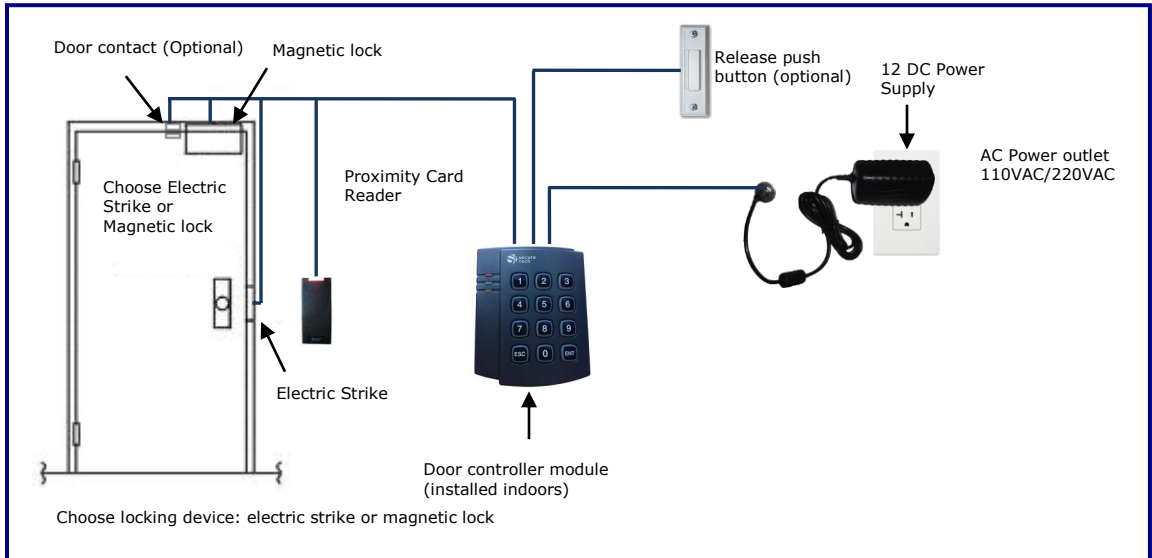 Door contact (Optional)
Magnetic lock
Release push
button (optional)
12 DC Power
Supply
AC Power outlet
110VAC/220VAC
Choose Electric
Strike or
Magnetic lock
Proximity Card
Reader
secure
tech
1 2 3
4 5 6
7 8 9
ESC 0 ENT
Electric Strike
Door controller module
(installed indoors)
Choose locking device: electric strike or magnetic lock